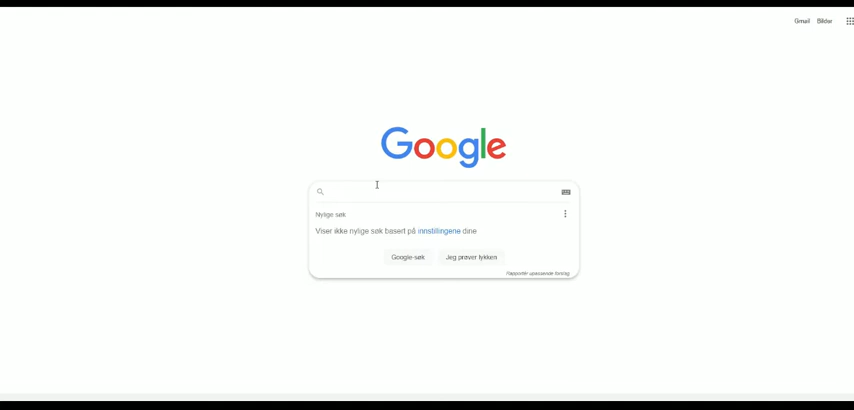 Gmail Bilder
Google
Nylige søk
Viser ikke nylige søk basert på innstillingene dine
Google-søk Jeg prøver lykken
Rapportér upassende forslag